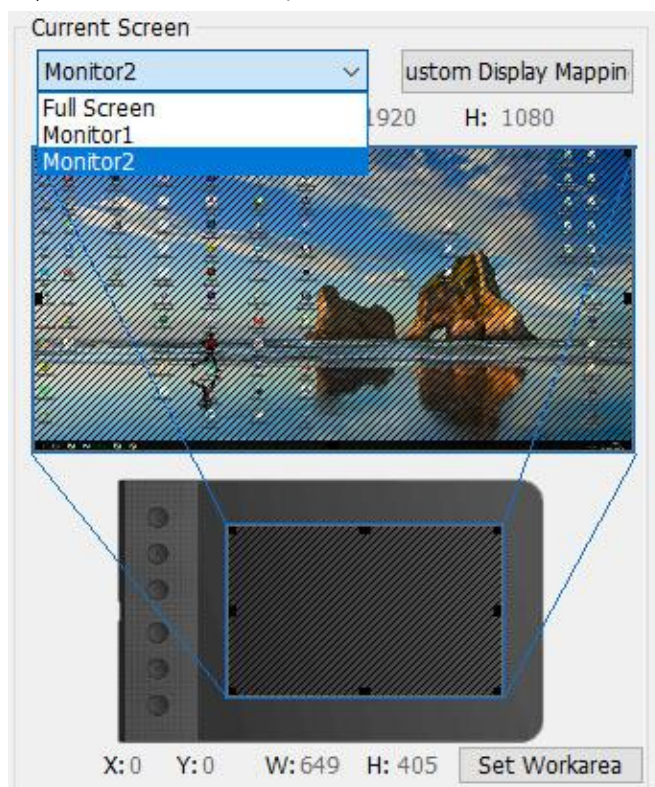 Current Screen
Monitor2
ustom Display Mappin
Full Screen
Monitor1
Monitor2
1920 H: 1080
X: 0 Y: 0 W: 649 H: 405 Set Workarea